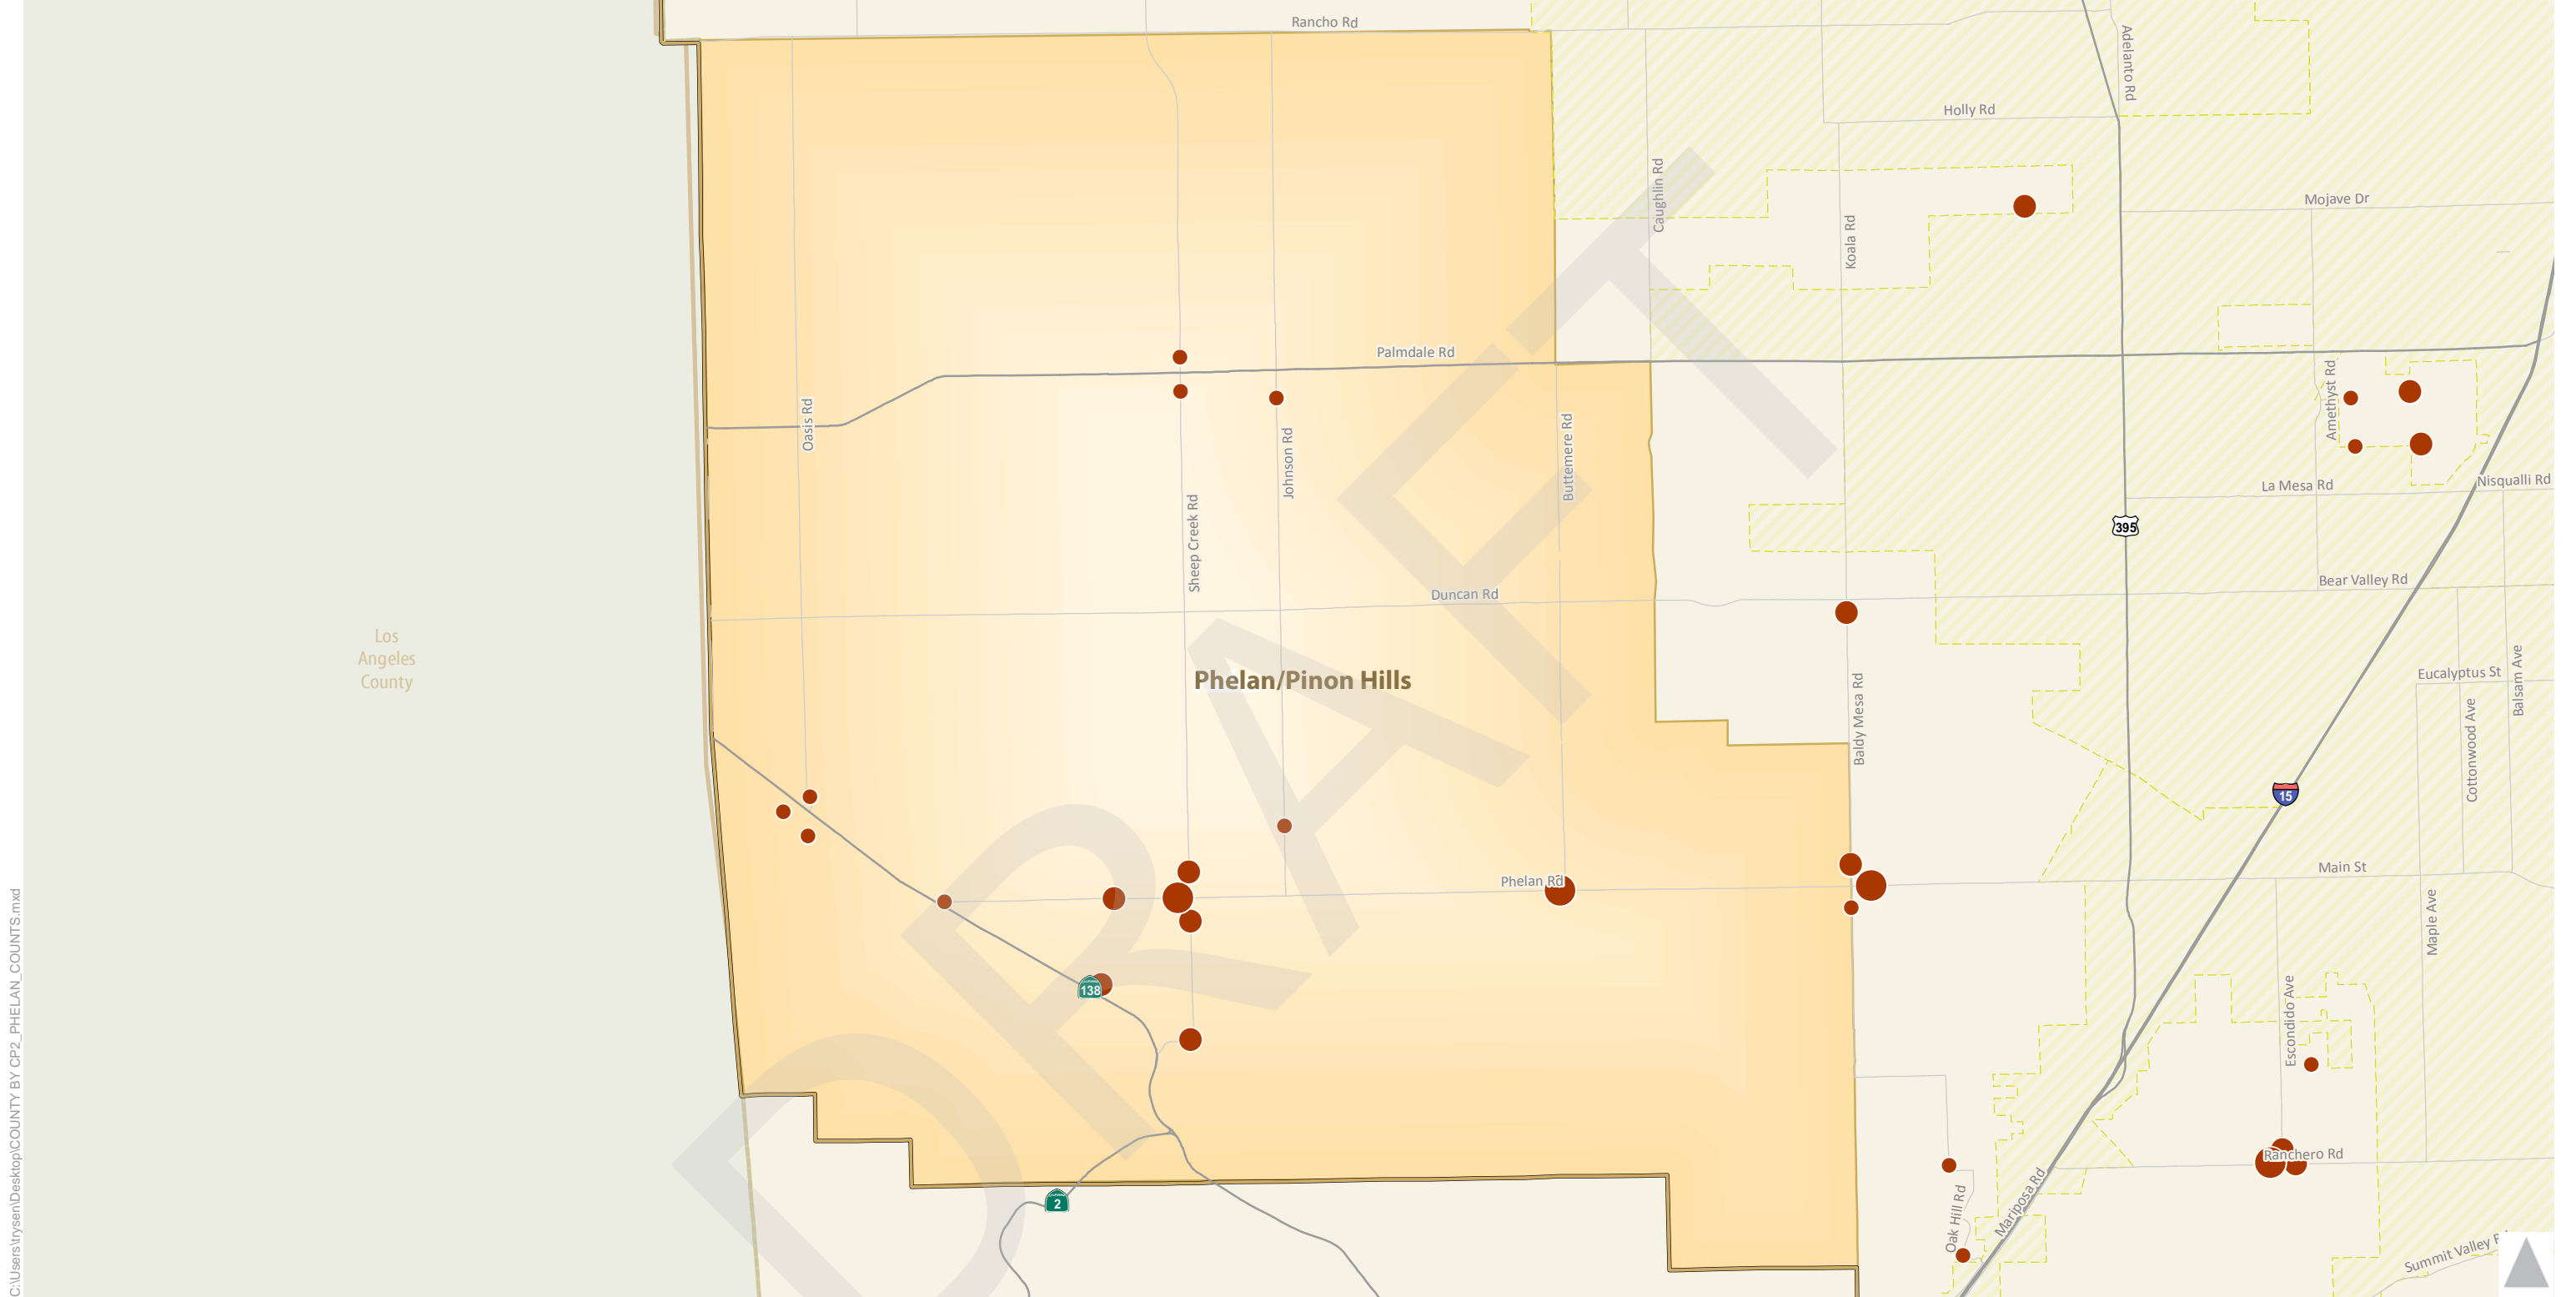 Rancho Rd
Adelanto Rd
Holly Rd
Caughlin Rd
Mojave Dr
Koala Rd
Palmdale Rd
Amethyst Rd
Oasis Rd
Johnson Rd
Buttemere Rd
Nisqualli Rd
La Mesa Rd
395
Sheep Creek Rd
Bear Valley Rd
Duncan Rd
Los
Angeles
County
Phelan/Pinon Hills
Eucalyptus St
Balsam Ave
Baldy Mesa Rd
Cottonwood Ave
15
Main St
Phelan Rd
Maple Ave
138
Escondido Ave
Ranchero Rd
2
Oak Hill Rd
Mariposa Rd
Summit Valley R
DRAFT
C:\Users\trysen\Desktop\COUNTY BY CP2_PHELAN_COUNTS.mxd